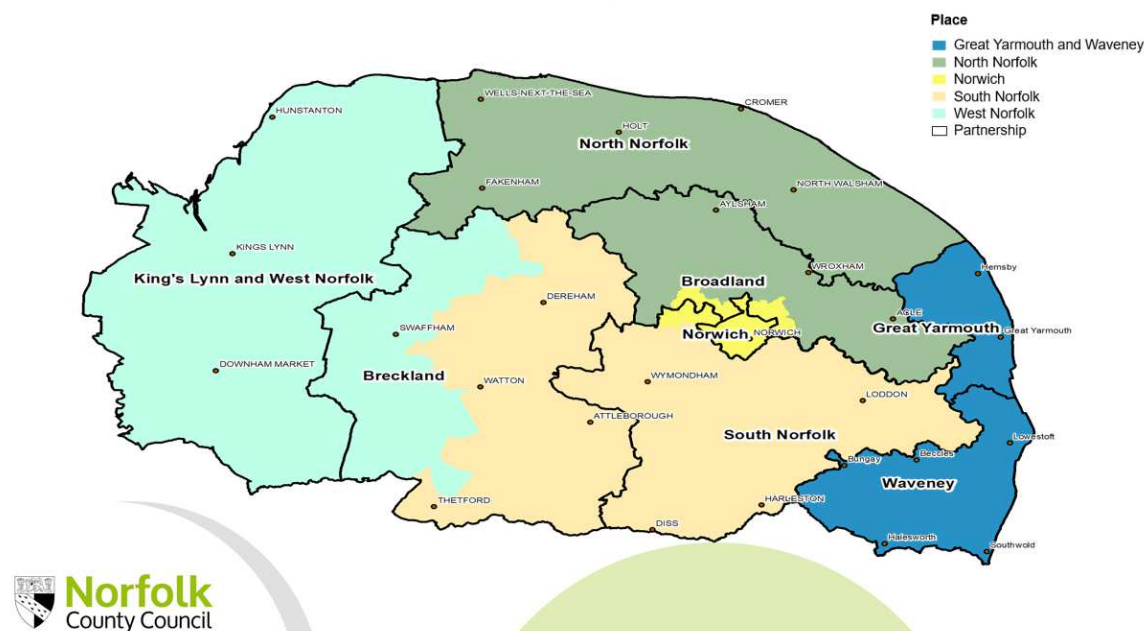 Place
Great Yarmouth and Waveney
North Norfolk
Norwich
South Norfolk
West Norfolk
Partnership
WELLS-NEXT-THE-SEA
CROMER
HUNSTANTON
HOLT
North Norfolk
FAKENHAM
NORTH WALSHAM
AYLSHAM
KINGS LYNN
King's Lynn and West Norfolk
WROXHAM
Hemsby
Broadland
DEREHAM
ACLE
SWAFFHAM
Norwich
NORWICH
Great Yarmouth
Great Yarmouth
DOWNHAM MARKET
Breckland
WATTON
WYMONDHAM
LODDON
ATTLEBOROUGH
South Norfolk
Lowestoft
Bungay
Beccles
Waveney
THETFORD
HARLESTON
DISS
Halesworth
Southwold
Norfolk
County Council